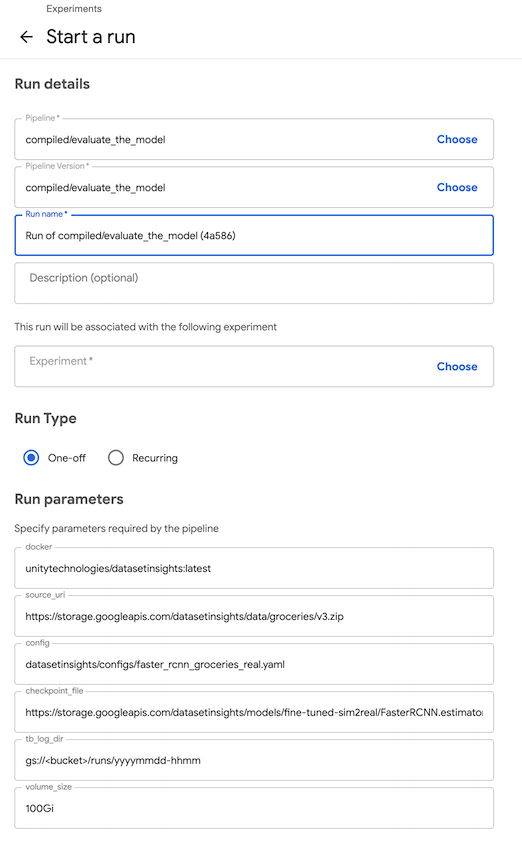 Experiments
Start a run
Run details
Pipeline *
compiled/evaluate_the_model
Choose
Pipeline Version *
compiled/evaluate_the_model
Choose
Run name *
Run of compiled/evaluate_the_model (4a586)
Description (optional)
This run will be associated with the following experiment
Experiment *
Choose
Run Type
One-off
Recurring
Run parameters
Specify parameters required by the pipeline
docker
unitytechnologies/datasetinsights:latest
source_uri
https://storage.googleapis.com/datasetinsights/data/groceries/v3.zip
config
datasetinsights/configs/faster_rcnn_groceries_real.yaml
checkpoint_file
https://storage.googleapis.com/datasetinsights/models/fine-tuned-sim2real/FasterRCNN.estimator
tb_log_dir
gs://<bucket>/runs/yyyymmdd-hhmm
volume_size
100Gi